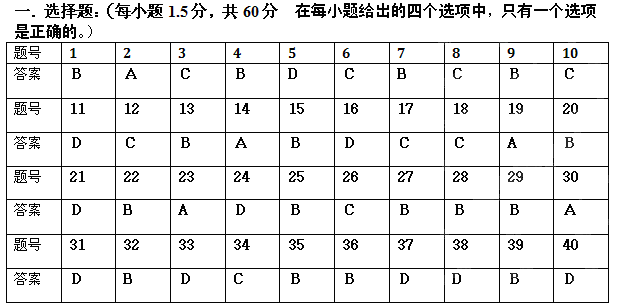 一．选择题：（每小题 1.5 分，共 60 分　在每小题给出的四个选项中，只有一个选项
是正确的。）
题号 1 2 3 4 5 6 7 8 9 10
答案 B A C B D C B C B C
题号 11 12 13 14 15 16 17 18 19 20
答案 D C B A B D C C A B
题号 21 22 23 24 25 26 27 28 29 30
答案 D B A D B C B B B A
题号 31 32 33 34 35 36 37 38 39 40
答案 D B D C B B D D B D